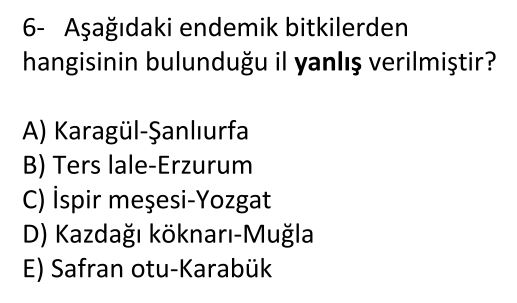 6- Aşağıdaki endemik bitkilerden
hangisinin bulunduğu il yanlış verilmiştir?
A) Karagül-Şanlıurfa
B) Ters lale-Erzurum
C) İspir meşesi-Yozgat
D) Kazdağı köknarı-Muğla
E) Safran otu-Karabük